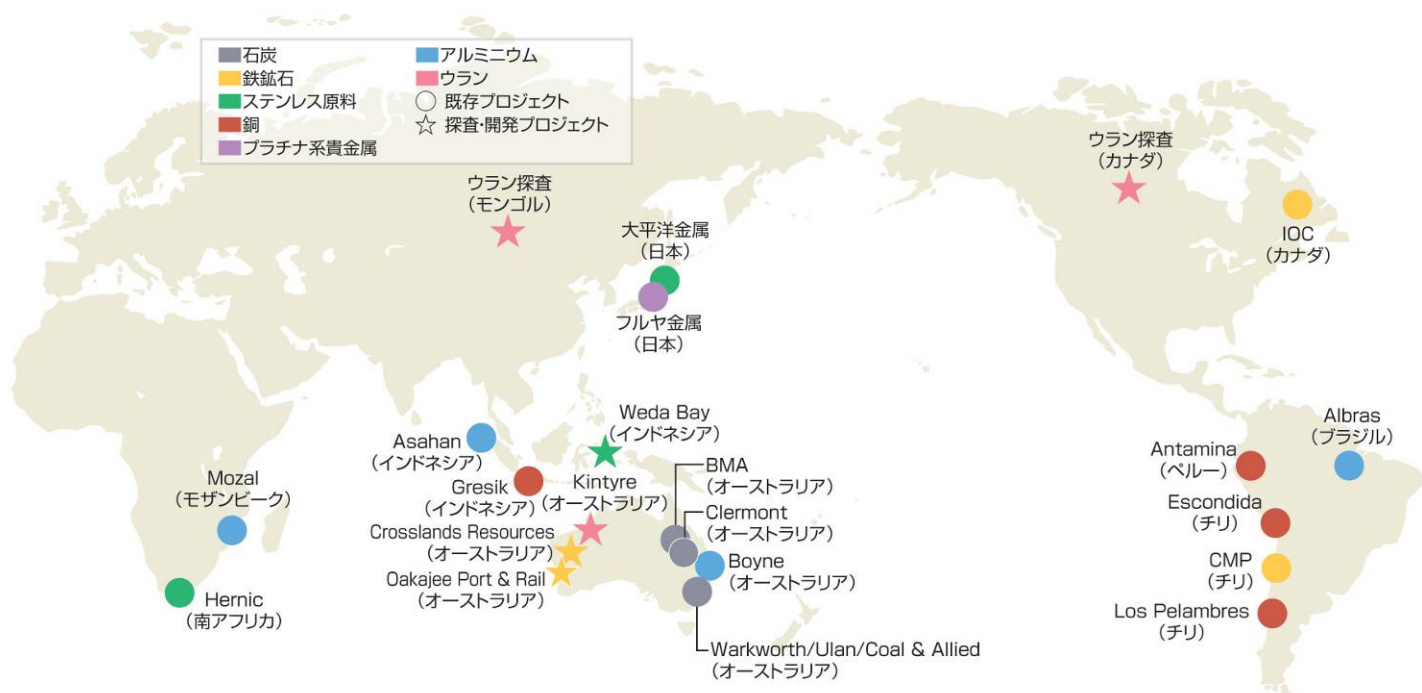 石炭
鉄鉱石
ステンレス原料
銅
プラチナ系貴金属
アルミニウム
ウラン
既存プロジェクト
探査・開発プロジェクト
ウラン探査
（モンゴル）
大平洋金属
（日本）
フルヤ金属
（日本）
ウラン探査
（カナダ）
IOC
（カナダ）
Weda Bay
（インドネシア）
Asahan
（インドネシア）
Gresik
（インドネシア）
Kintyre
（オーストラリア）
BMA
（オーストラリア）
Clermont
（オーストラリア）
Crosslands Resources
（オーストラリア）
Oakajee Port & Rail
（オーストラリア）
Boyne
（オーストラリア）
Warkworth/Ulan/Coal & Allied
（オーストラリア）
Mozal
（モザンビーク）
Hernic
（南アフリカ）
Albras
（ブラジル）
Antamina
（ペルー）
Escondida
（チリ）
CMP
（チリ）
Los Pelambres
（チリ）